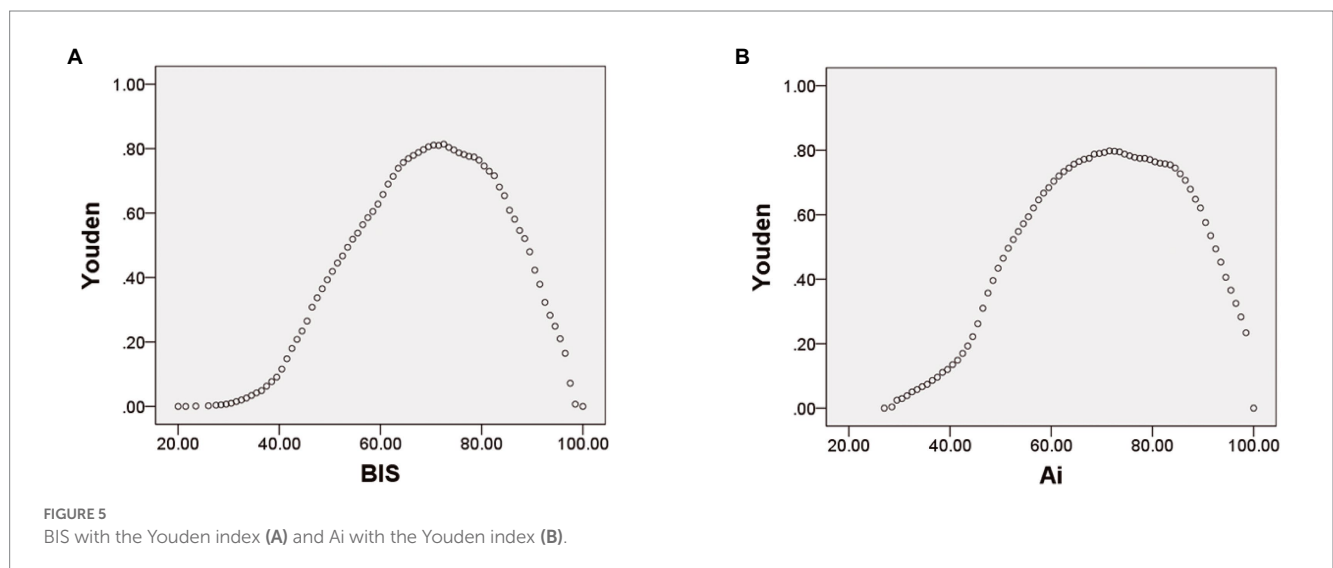 A
1.00
.80
.60
.40
.20
.00
Youden
20.00 40.00 60.00 80.00 100.00
BIS
B
1.00
.80
.60
.40
.20
.00
Youden
20.00 40.00 60.00 80.00 100.00
Ai
FIGURE 5
BIS with the Youden index (A) and Ai with the Youden index (B).